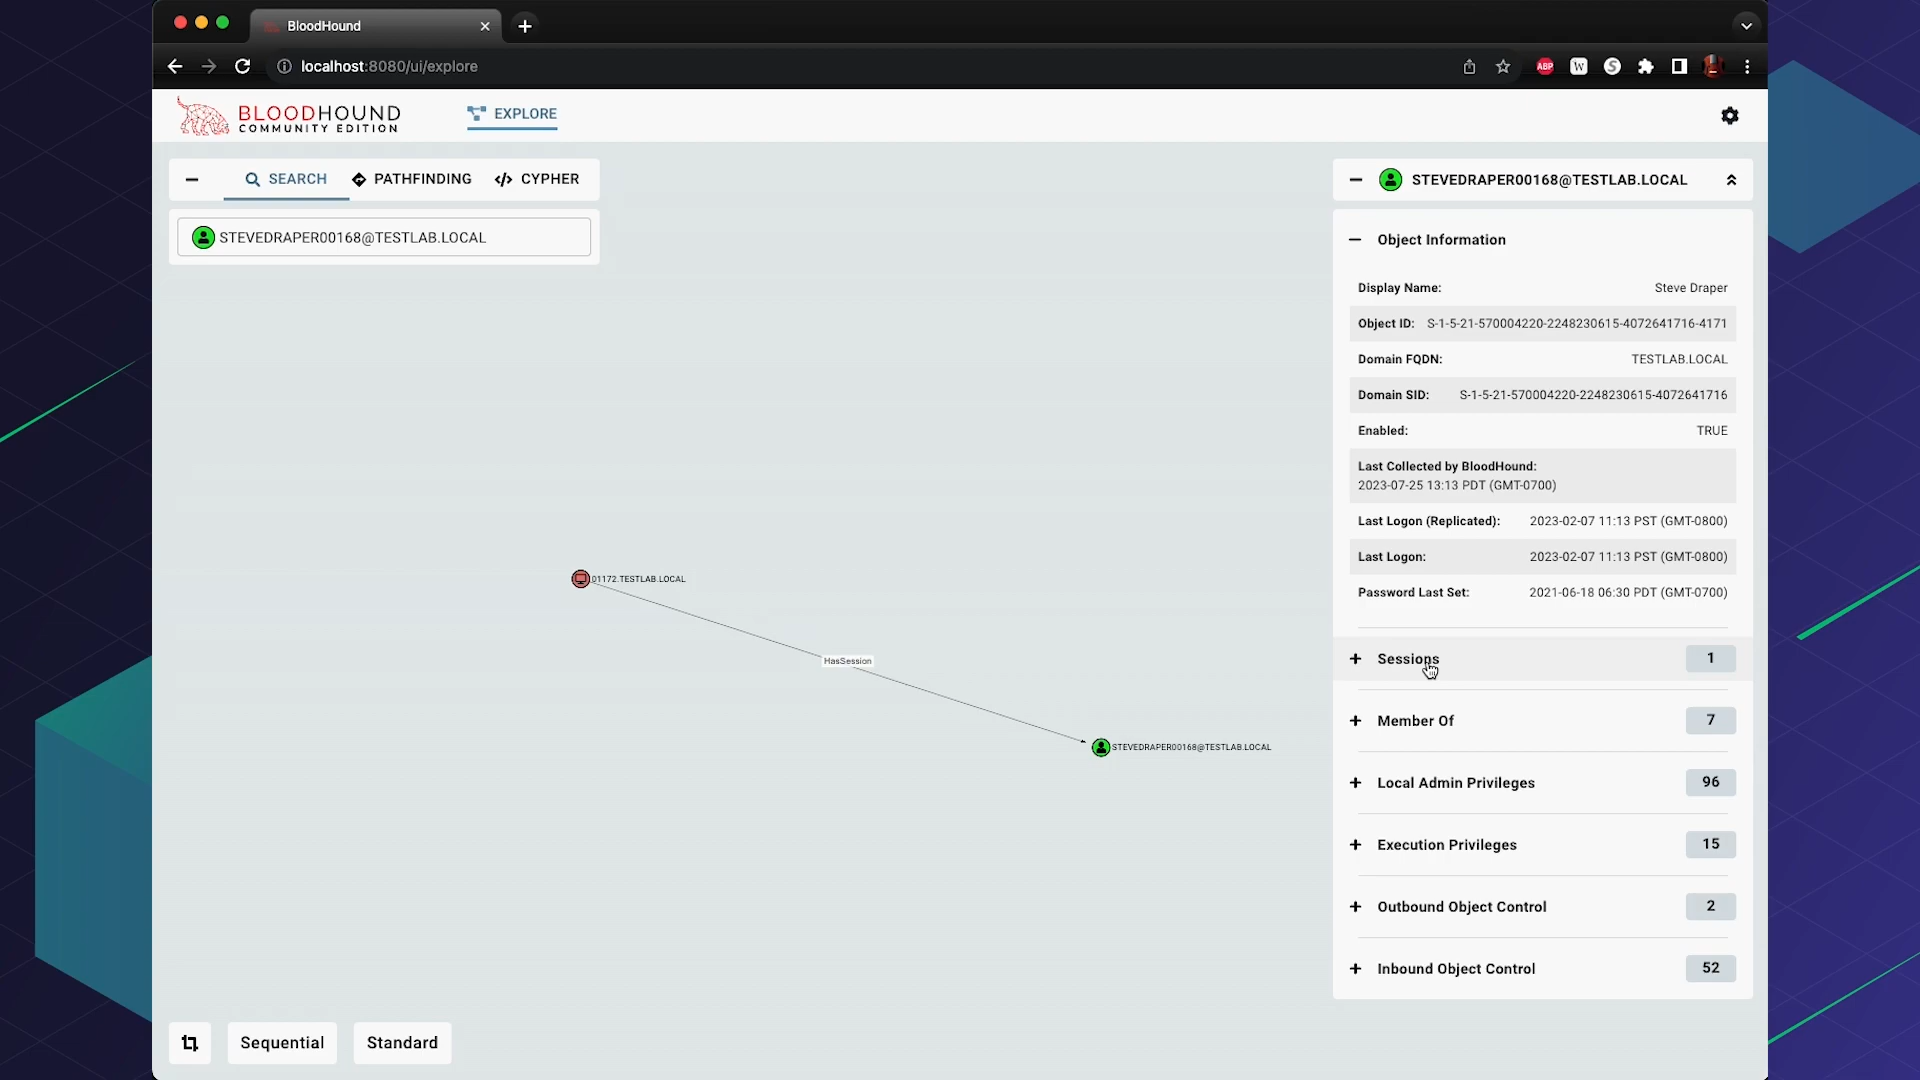 BloodHound
localhost:8080/ui/explore
ABP
W
S
BLOODHOUND
COMMUNITY EDITION
EXPLORE
SEARCH
PATHFINDING
CYPHER
STEVEDRAPER00168@TESTLAB.LOCAL
01172.TESTLAB.LOCAL
HasSession
STEVEDRAPER00168@TESTLAB.LOCAL
Sequential
Standard
STEVEDRAPER00168@TESTLAB.LOCAL
Object Information
Display Name: Steve Draper
Object ID: S-1-5-21-570004220-2248230615-4072641716-4171
Domain FQDN: TESTLAB.LOCAL
Domain SID: S-1-5-21-570004220-2248230615-4072641716
Enabled: TRUE
Last Collected by BloodHound:
2023-07-25 13:13 PDT (GMT-0700)
Last Logon (Replicated): 2023-02-07 11:13 PST (GMT-0800)
Last Logon: 2023-02-07 11:13 PST (GMT-0800)
Password Last Set: 2021-06-18 06:30 PDT (GMT-0700)
Sessions 1
Member Of 7
Local Admin Privileges 96
Execution Privileges 15
Outbound Object Control 2
Inbound Object Control 52